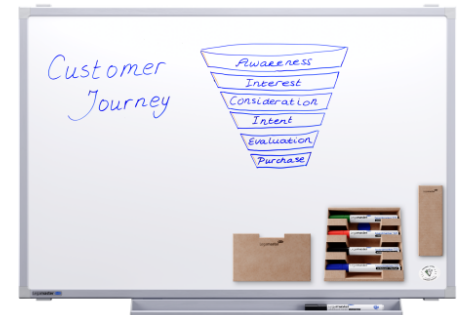 Customer
Journey
Awareness
Interest
Consideration
Intent
Evaluation
Purchase